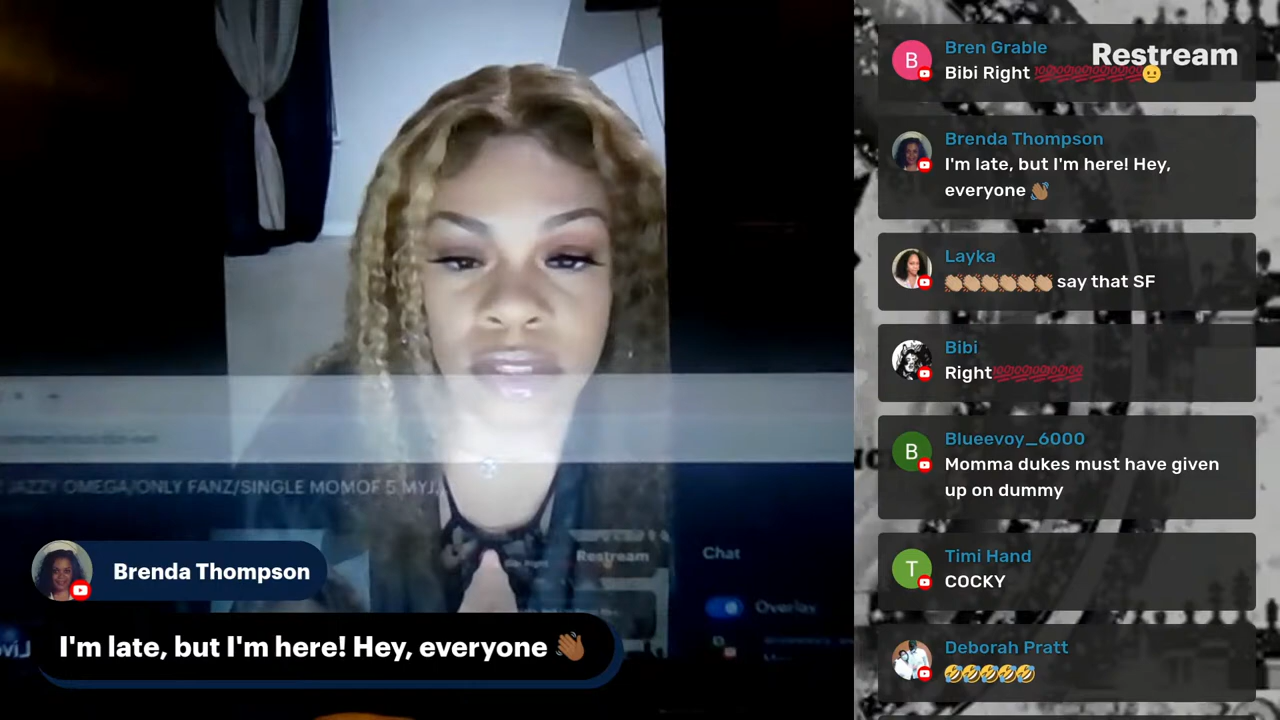 JAZZY OMEGA/ONLY FANZ/SINGLE MOMOF 5 MYJ
Restream
Chat
Overlay
Brenda Thompson
I'm late, but I'm here! Hey, everyone 👋🏽
Restream
Bren Grable
Bibi Right 💯💯💯💯💯💯💯💯😐
Brenda Thompson
I'm late, but I'm here! Hey,
everyone 👋🏽
Layka
👏🏼👏🏼👏🏼👏🏼👏🏼👏🏼 say that SF
Bibi
Right💯💯💯💯💯💯
Blueevoy_6000
Momma dukes must have given
up on dummy
Timi Hand
COCKY
Deborah Pratt
🤣🤣🤣🤣🤣